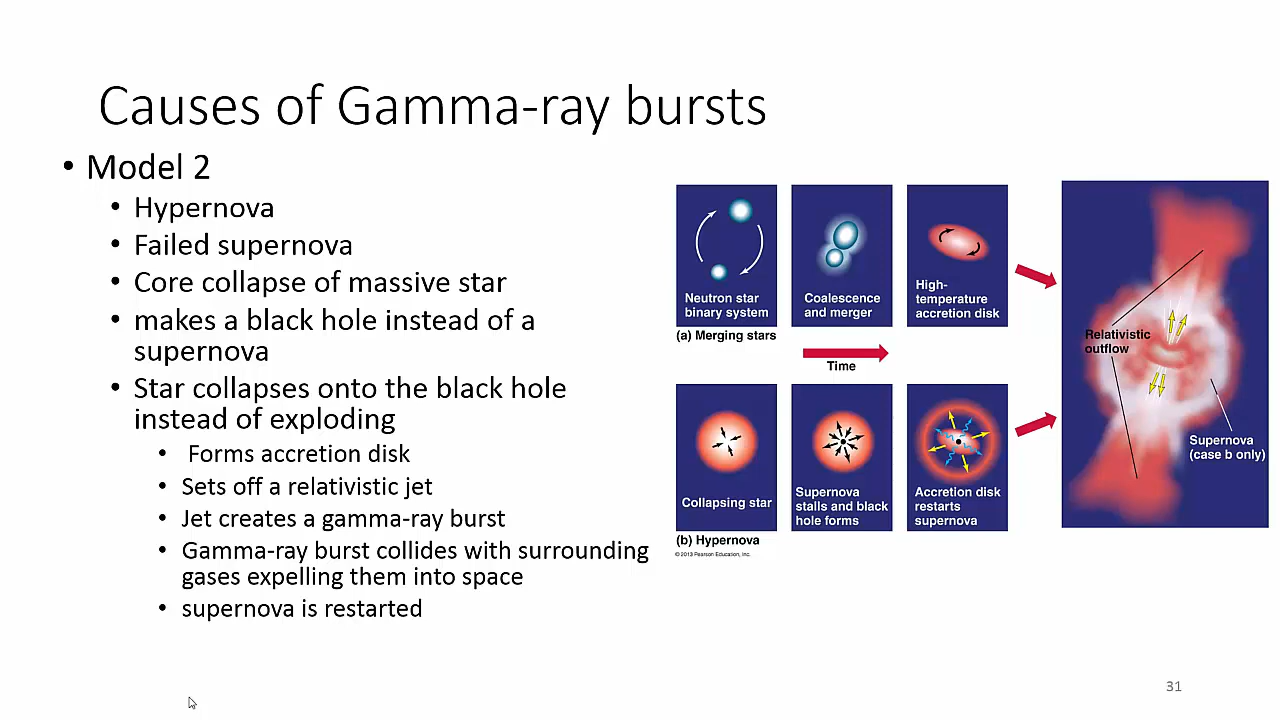 Causes of Gamma-ray bursts
• Model 2
• Hypernova
• Failed supernova
• Core collapse of massive star
• makes a black hole instead of a
supernova
• Star collapses onto the black hole
instead of exploding
• Forms accretion disk
• Sets off a relativistic jet
• Jet creates a gamma-ray burst
• Gamma-ray burst collides with surrounding
gases expelling them into space
• supernova is restarted
Neutron star
binary system
Coalescence
and merger
High-
temperature
accretion disk
(a) Merging stars
Time
Collapsing star
Supernova
stalls and black
hole forms
Accretion disk
restarts
supernova
(b) Hypernova
© 2013 Pearson Education, Inc.
Relativistic
outflow
Supernova
(case b only)
31